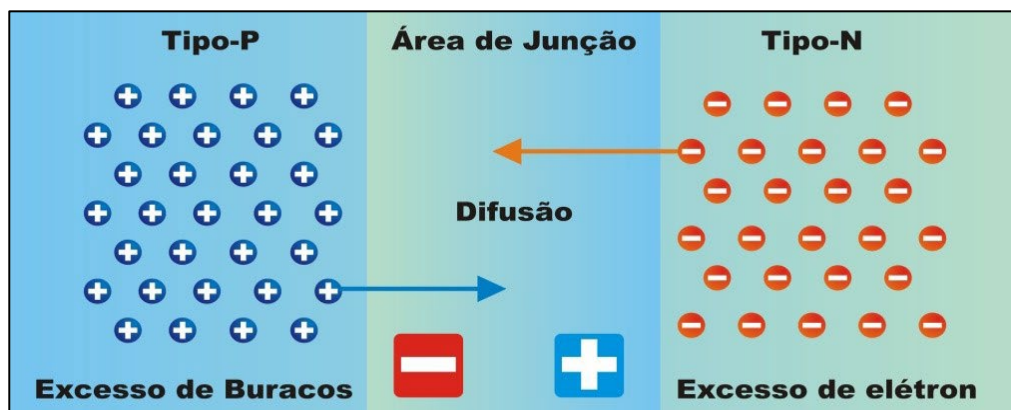 Tipo-P
Área de Junção
Tipo-N
Difusão
Excesso de Buracos
Excesso de elétron